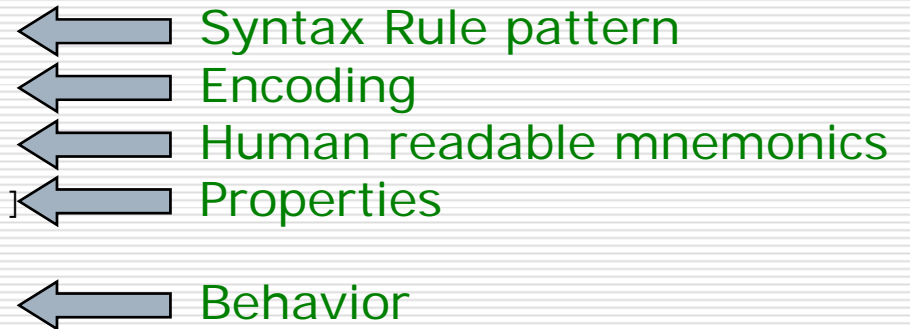 Syntax Rule pattern
Encoding
Human readable mnemonics
] Properties
Behavior